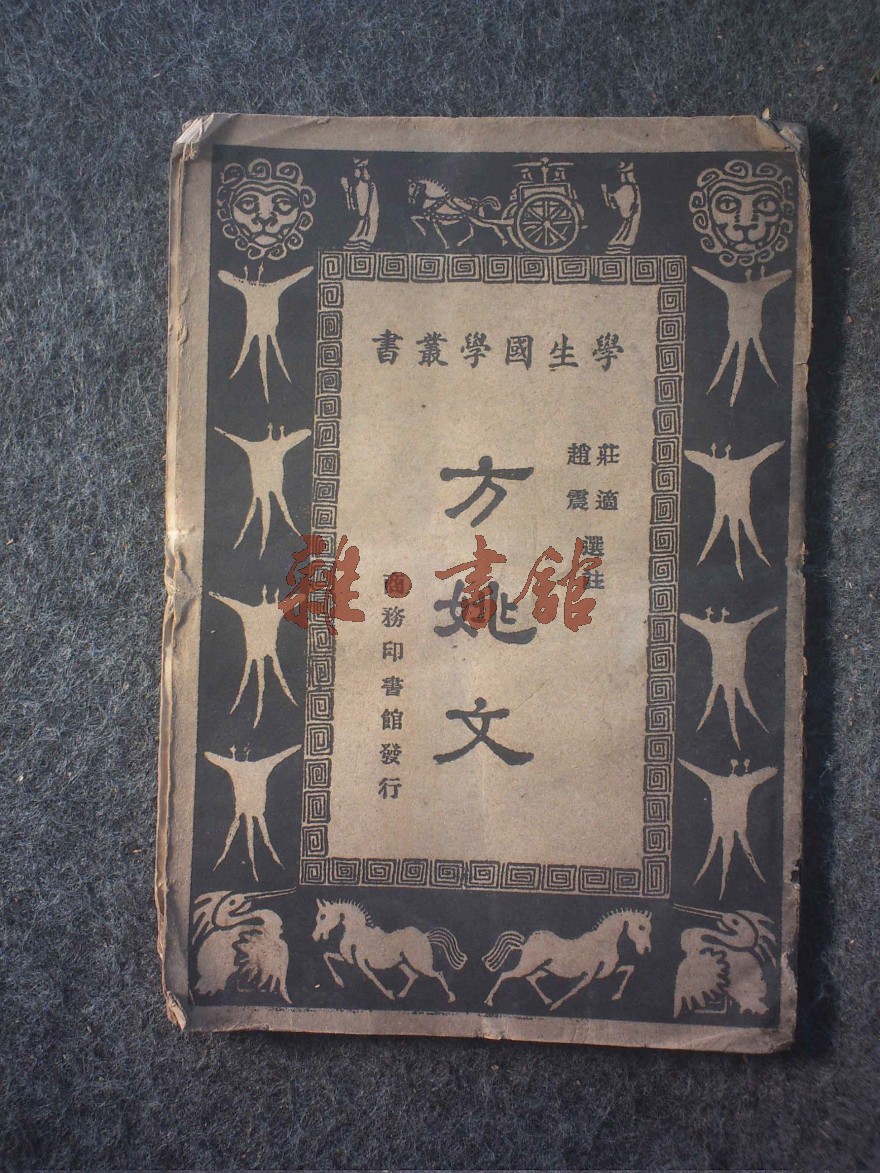 學生國學叢書
莊適
趙震
選註
方姚文
商務印書館發行
雜·書館